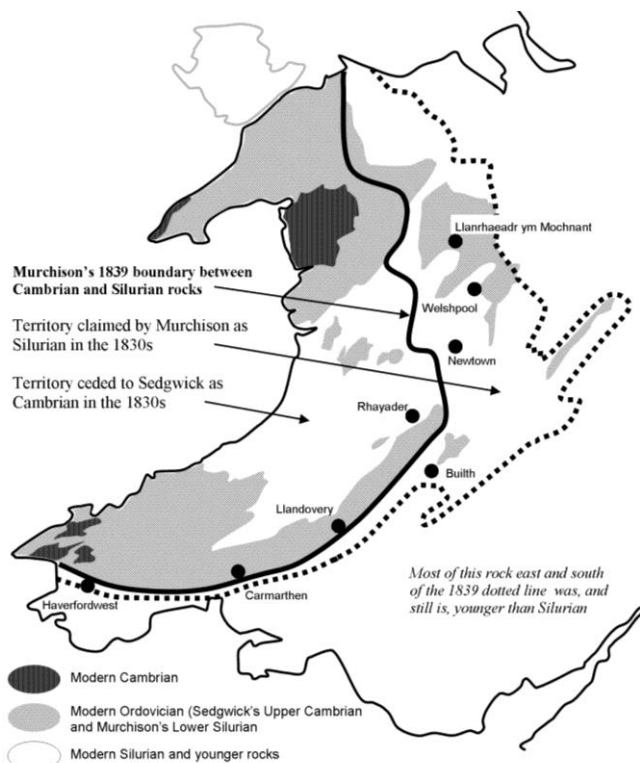 Llanrhaeadr ym Mochnant
Murchison's 1839 boundary between
Cambrian and Silurian rocks
Welshpool
Territory claimed by Murchison as
Silurian in the 1830s
Newtown
Territory ceded to Sedgwick as
Cambrian in the 1830s
Rhayader
Builth
Llandovery
Most of this rock east and south
of the 1839 dotted line was, and
still is, younger than Silurian
Haverfordwest
Carmarthen
Modern Cambrian
Modern Ordovician (Sedgwick's Upper Cambrian
and Murchison's Lower Silurian
Modern Silurian and younger rocks